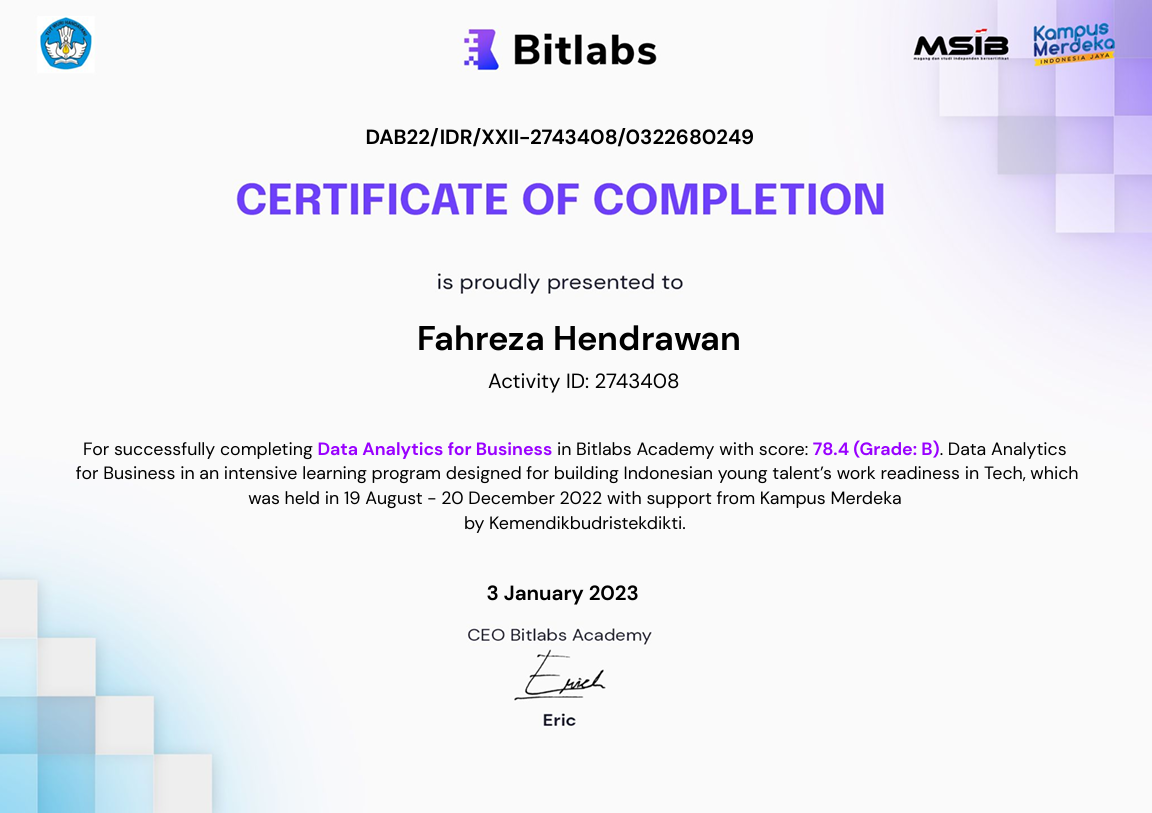 Bitlabs
MSIB
magang dan studi independen bersertifikat
Kampus
Merdeka
INDONESIA JAYA
DAB22/IDR/XXII-2743408/0322680249
CERTIFICATE OF COMPLETION
is proudly presented to
Fahreza Hendrawan
Activity ID: 2743408
For successfully completing Data Analytics for Business in Bitlabs Academy with score: 78.4 (Grade: B). Data Analytics
for Business in an intensive learning program designed for building Indonesian young talent’s work readiness in Tech, which
was held in 19 August - 20 December 2022 with support from Kampus Merdeka
by Kemendikbudristekdikti.
3 January 2023
CEO Bitlabs Academy
Erich
Eric